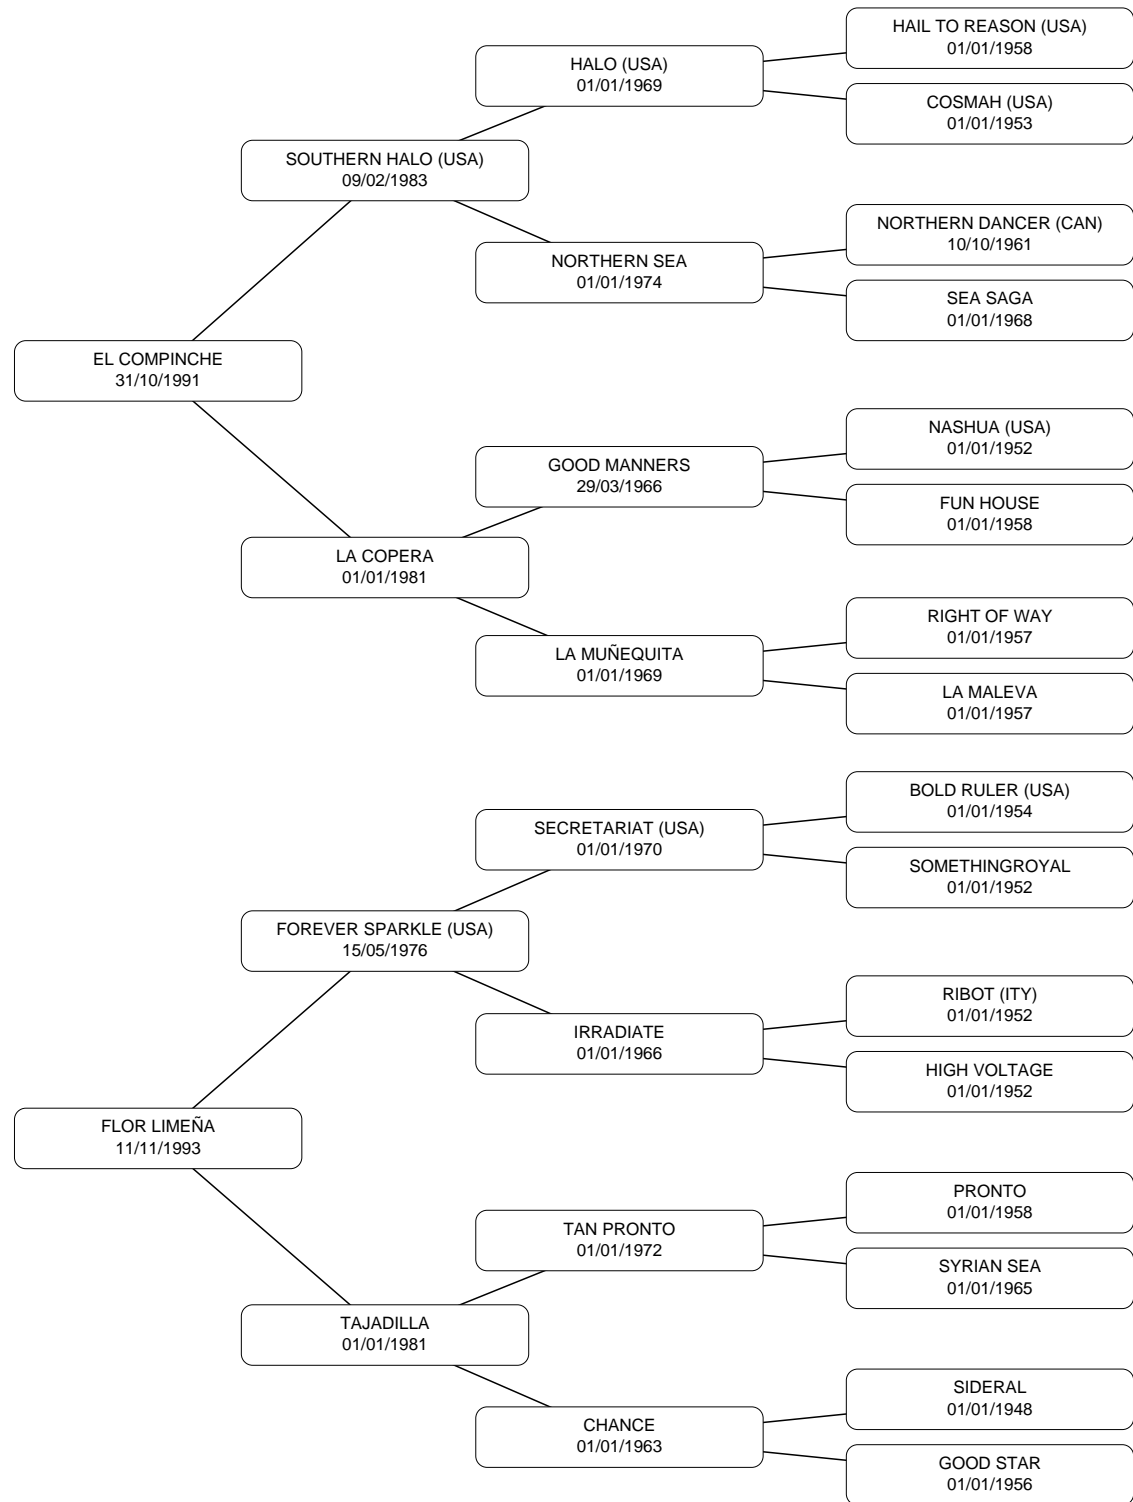 HAIL TO REASON (USA)
01/01/1958
HALO (USA)
01/01/1969
COSMAH (USA)
01/01/1953
SOUTHERN HALO (USA)
09/02/1983
NORTHERN DANCER (CAN)
10/10/1961
NORTHERN SEA
01/01/1974
SEA SAGA
01/01/1968
EL COMPINCHE
31/10/1991
NASHUA (USA)
01/01/1952
GOOD MANNERS
29/03/1966
FUN HOUSE
01/01/1958
LA COPERA
01/01/1981
RIGHT OF WAY
01/01/1957
LA MUÑEQUITA
01/01/1969
LA MALEVA
01/01/1957
BOLD RULER (USA)
01/01/1954
SECRETARIAT (USA)
01/01/1970
SOMETHINGROYAL
01/01/1952
FOREVER SPARKLE (USA)
15/05/1976
RIBOT (ITY)
01/01/1952
IRRADIATE
01/01/1966
HIGH VOLTAGE
01/01/1952
FLOR LIMEÑA
11/11/1993
PRONTO
01/01/1958
TAN PRONTO
01/01/1972
SYRIAN SEA
01/01/1965
TAJADILLA
01/01/1981
SIDERAL
01/01/1948
CHANCE
01/01/1963
GOOD STAR
01/01/1956